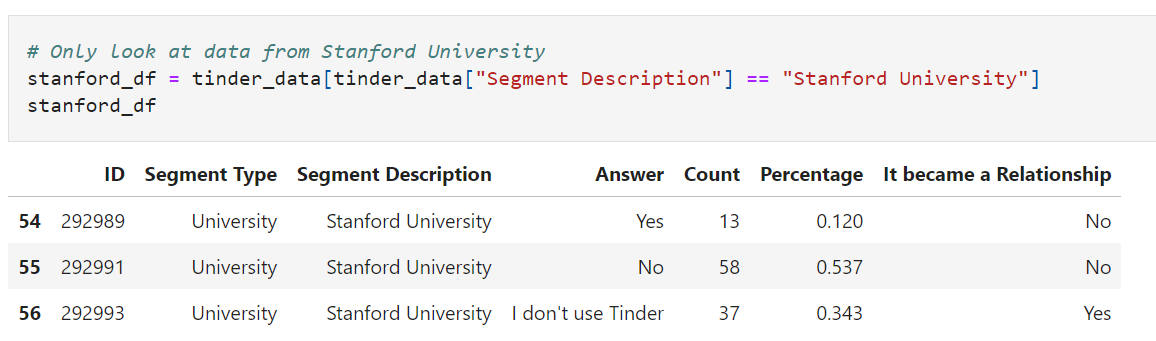 # Only look at data from Stanford University
stanford_df = tinder_data[tinder_data["Segment Description"] == "Stanford University"]
stanford_df
ID Segment Type Segment Description Answer Count Percentage It became a Relationship
54 292989 University Stanford University Yes 13 0.120 No
55 292991 University Stanford University No 58 0.537 No
56 292993 University Stanford University I don't use Tinder 37 0.343 Yes